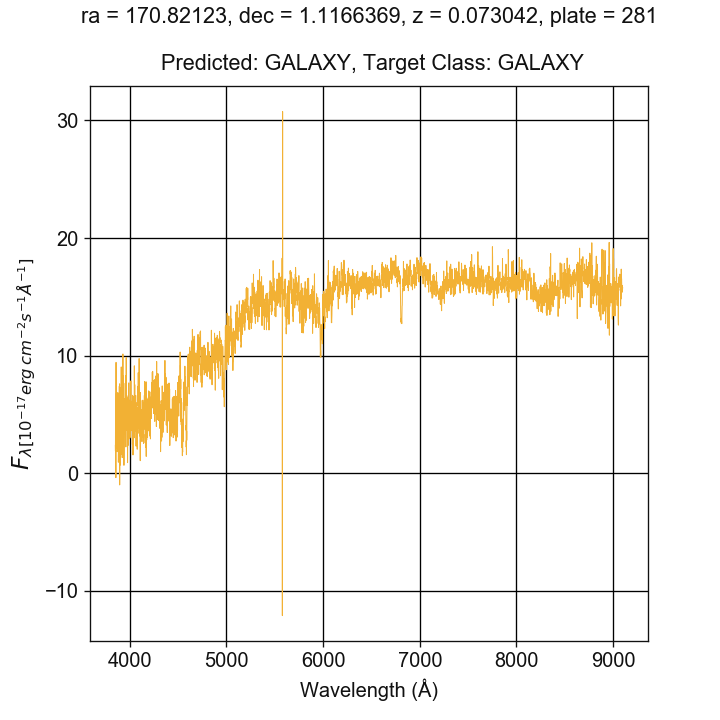 ra = 170.82123, dec = 1.1166369, z = 0.073042, plate = 281
Predicted: GALAXY, Target Class: GALAXY
30
20
10
0
−10
F_{λ[10^{−17} erg cm^{−2} s^{−1} Å^{−1}]}
4000 5000 6000 7000 8000 9000
Wavelength (Å)